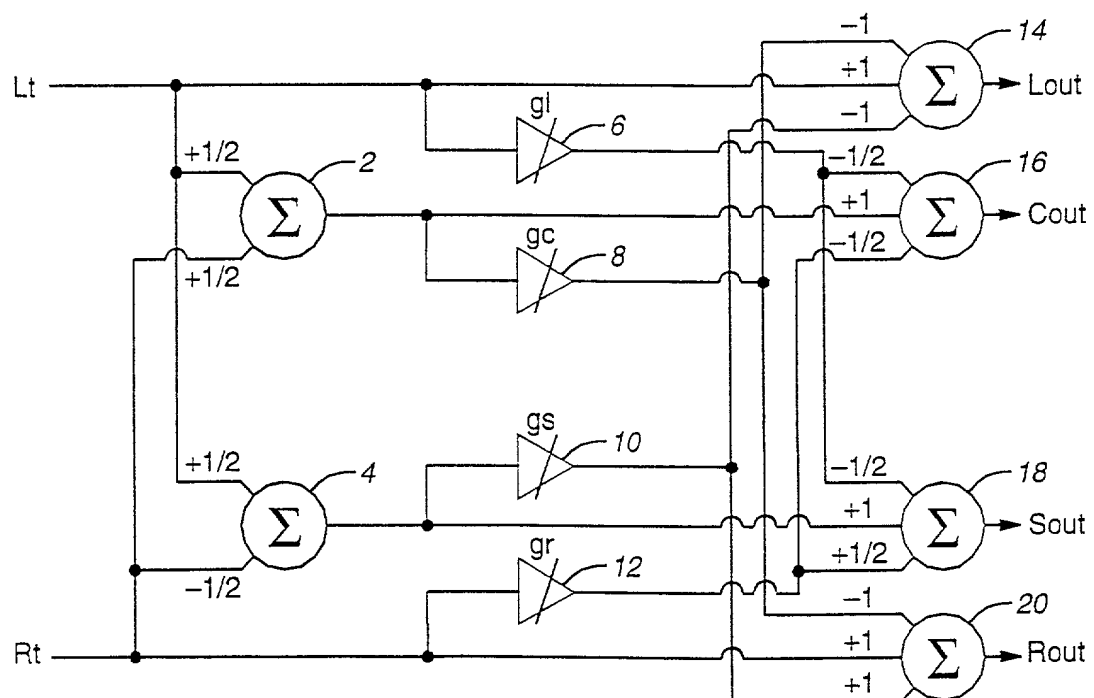 −1 14
Lt +1 Σ Lout
−1
gl 6
+1/2 2 −1/2 16
Σ +1 Σ Cout
+1/2 gc 8 −1/2
gs 10
+1/2 4 −1/2 18
Σ +1 Σ Sout
−1/2 gr 12 +1/2
−1 20
Rt +1 Σ Rout
+1